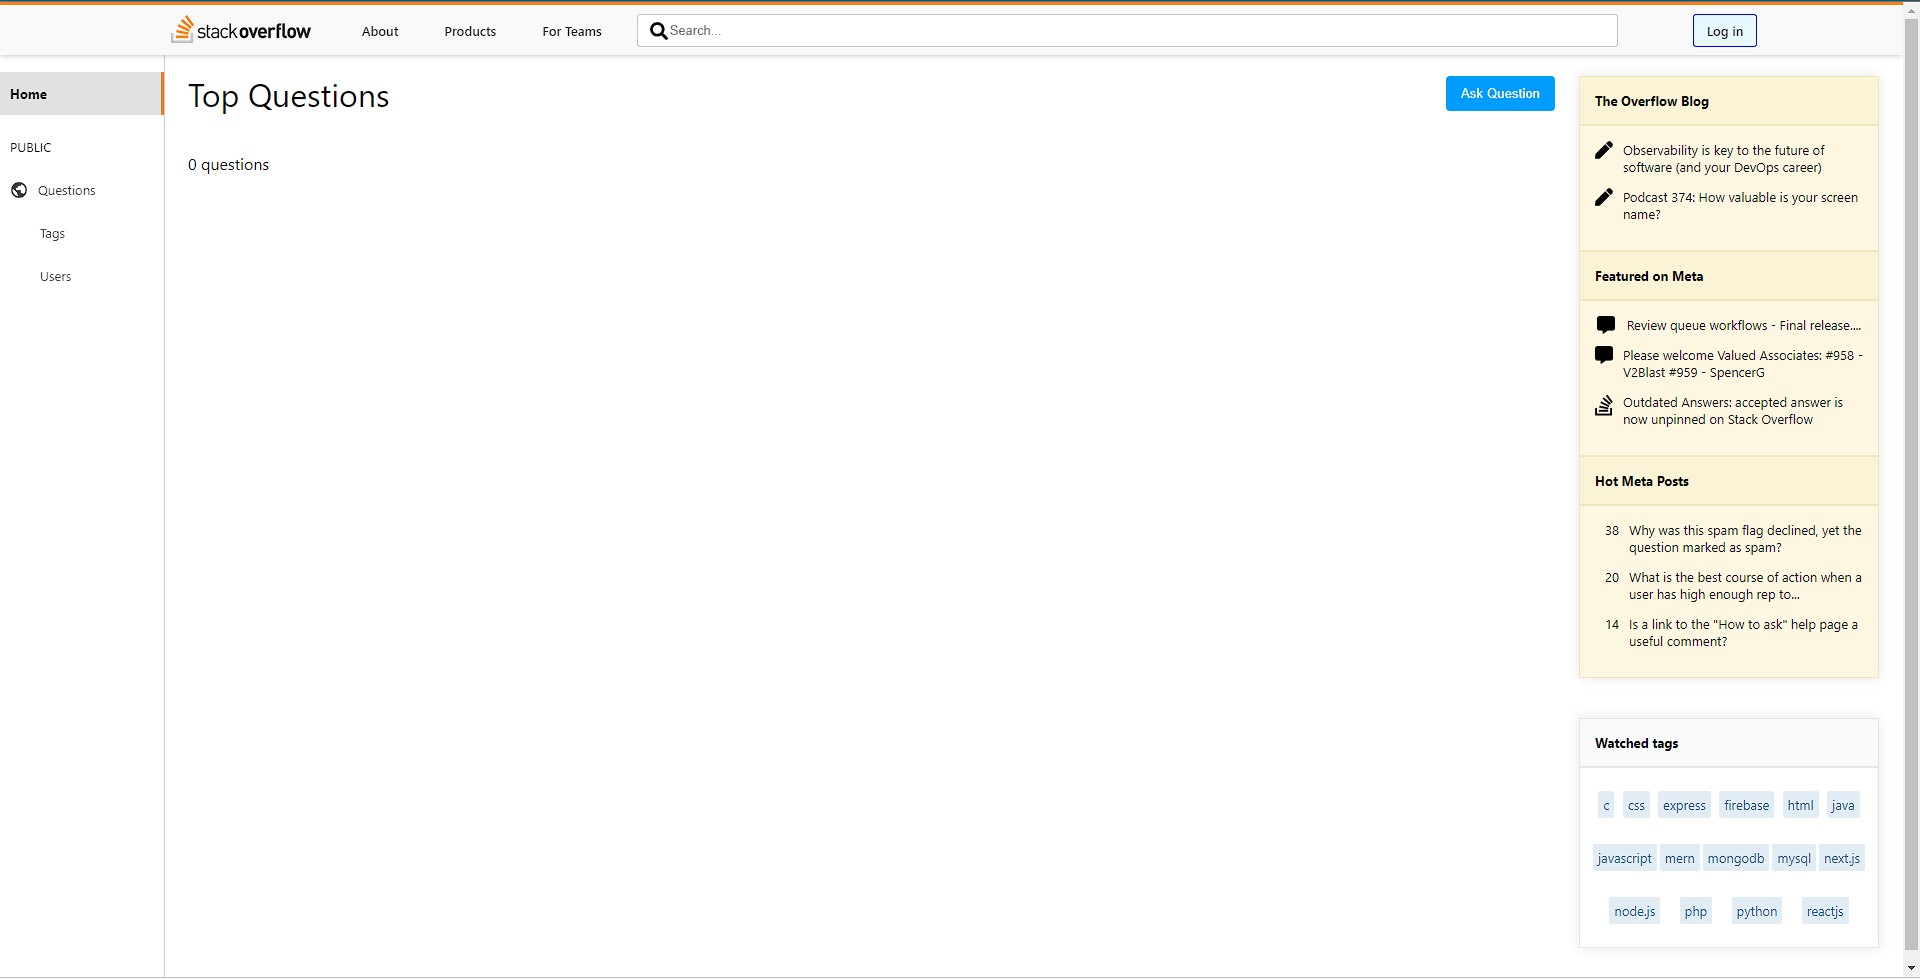 stackoverflow
About
Products
For Teams
Search...
Log in
Home
PUBLIC
Questions
Tags
Users
Top Questions
Ask Question
0 questions
The Overflow Blog
Observability is key to the future of
software (and your DevOps career)
Podcast 374: How valuable is your screen
name?
Featured on Meta
Review queue workflows - Final release....
Please welcome Valued Associates: #958 -
V2Blast #959 - SpencerG
Outdated Answers: accepted answer is
now unpinned on Stack Overflow
Hot Meta Posts
38 Why was this spam flag declined, yet the
question marked as spam?
20 What is the best course of action when a
user has high enough rep to...
14 Is a link to the "How to ask" help page a
useful comment?
Watched tags
c css express firebase html java
javascript mern mongodb mysql next.js
node.js php python reactjs